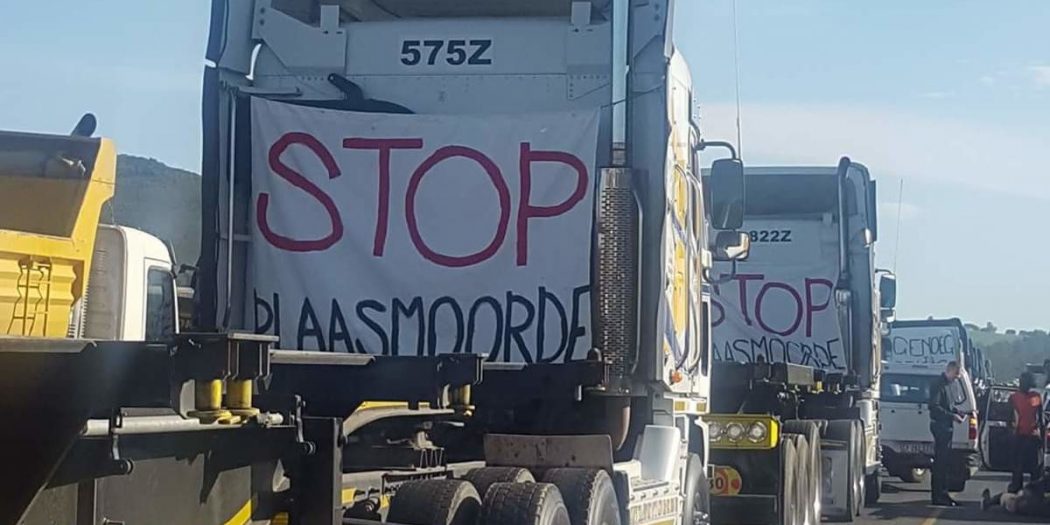 575Z
STOP
PLAASMOORDE
822Z
STOP
PLAASMOORDE
GENOEG